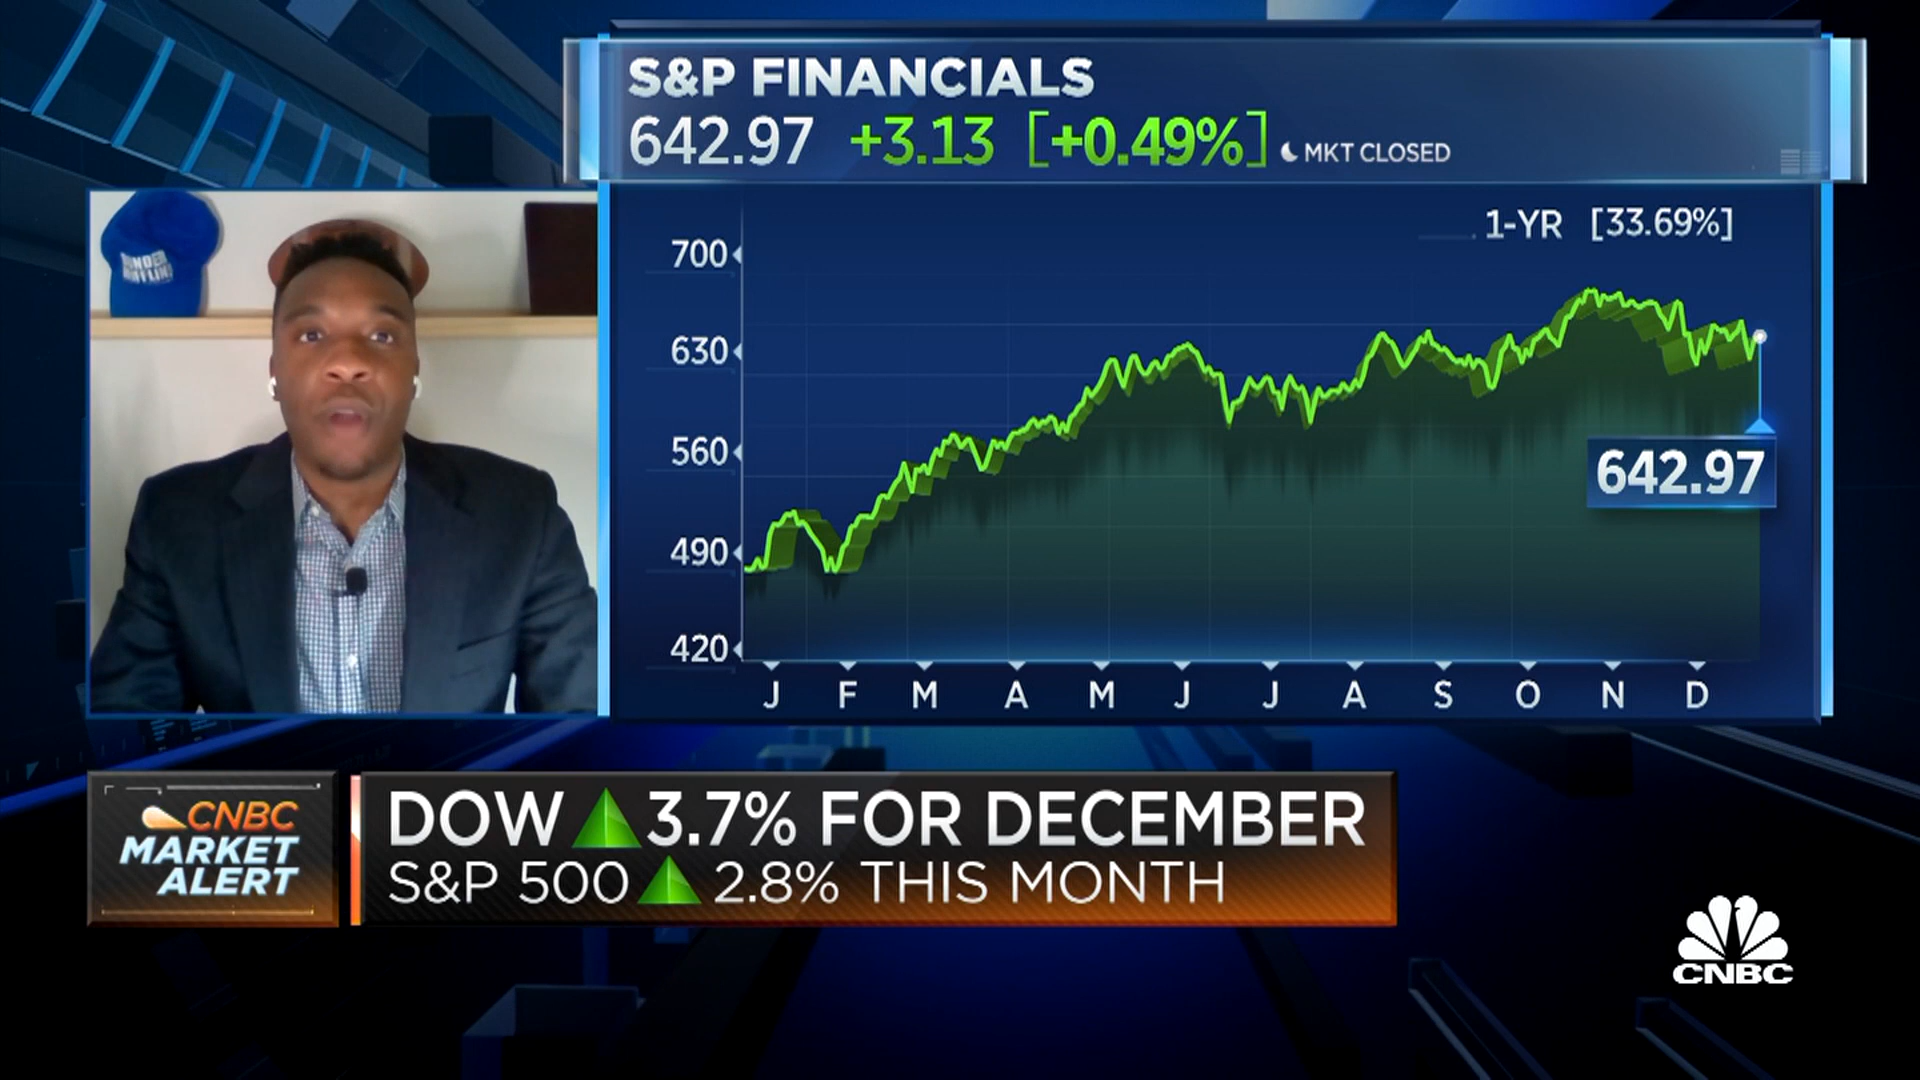 S&P FINANCIALS
642.97 +3.13 [+0.49%] MKT CLOSED
1-YR [33.69%]
700
630
560
490
420
642.97
J F M A M J J A S O N D
CNBC
MARKET
ALERT
DOW ▲ 3.7% FOR DECEMBER
S&P 500 ▲ 2.8% THIS MONTH
CNBC